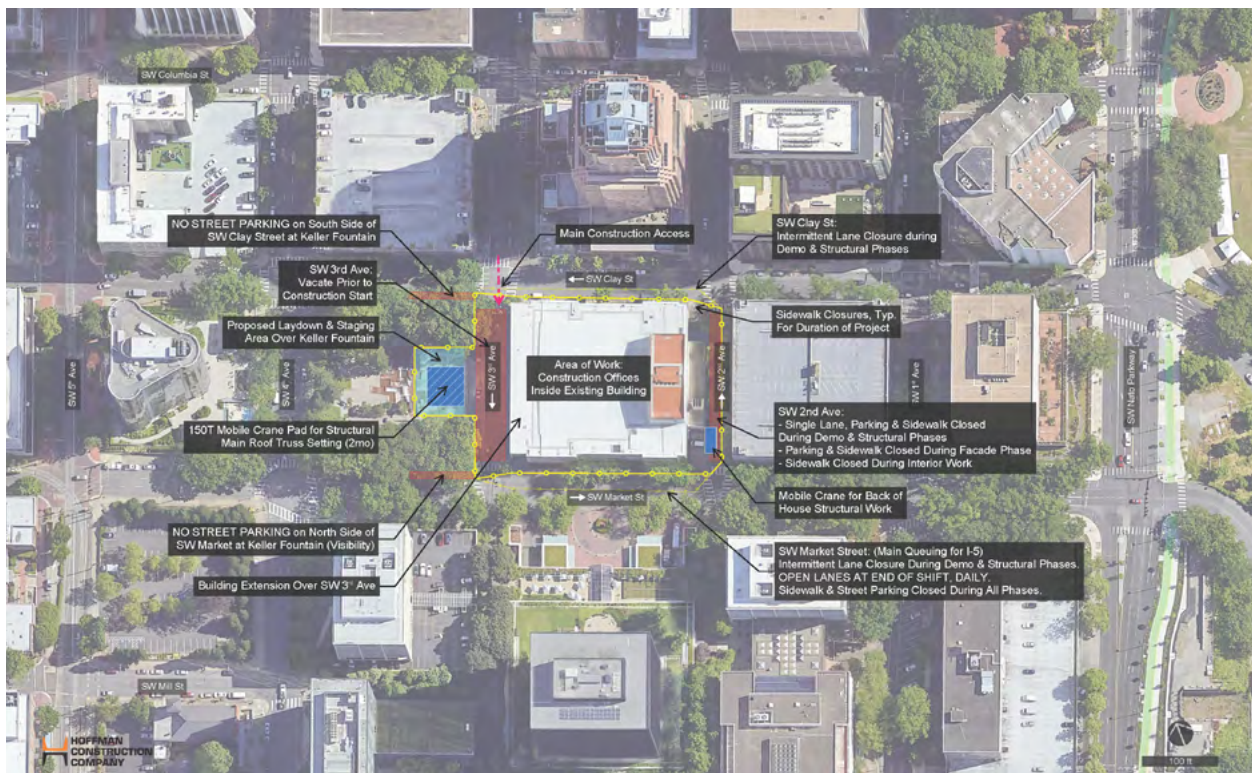 SW Columbia St
NO STREET PARKING on South Side of
SW Clay Street at Keller Fountain
Main Construction Access
SW Clay St:
Intermittent Lane Closure during
Demo & Structural Phases
SW 3rd Ave:
Vacate Prior to
Construction Start
SW Clay St
Proposed Laydown & Staging
Area Over Keller Fountain
Sidewalk Closures, Typ.
For Duration of Project
SW 5th Ave
SW 4th Ave
SW 3rd Ave
Area of Work:
Construction Offices
Inside Existing Building
SW 2nd Ave
SW 1st Ave
SW Naito Parkway
150T Mobile Crane Pad for Structural
Main Roof Truss Setting (2mo)
SW 2nd Ave:
- Single Lane, Parking & Sidewalk Closed
During Demo & Structural Phases
- Parking & Sidewalk Closed During Facade Phase
- Sidewalk Closed During Interior Work
SW Market St
Mobile Crane for Back of
House Structural Work
NO STREET PARKING on North Side of
SW Market at Keller Fountain (Visibility)
Building Extension Over SW 3rd Ave
SW Market Street: (Main Queuing for I-5)
Intermittent Lane Closure During Demo & Structural Phases.
OPEN LANES AT END OF SHIFT, DAILY.
Sidewalk & Street Parking Closed During All Phases.
SW Mill St
HOFFMAN
CONSTRUCTION
COMPANY
100 ft